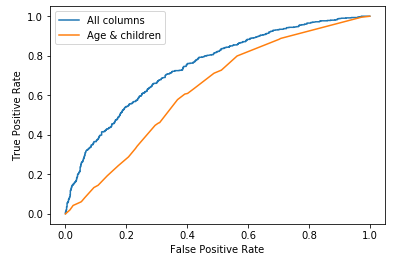 All columns
Age & children
True Positive Rate
1.0
0.8
0.6
0.4
0.2
0.0
0.0 0.2 0.4 0.6 0.8 1.0
False Positive Rate